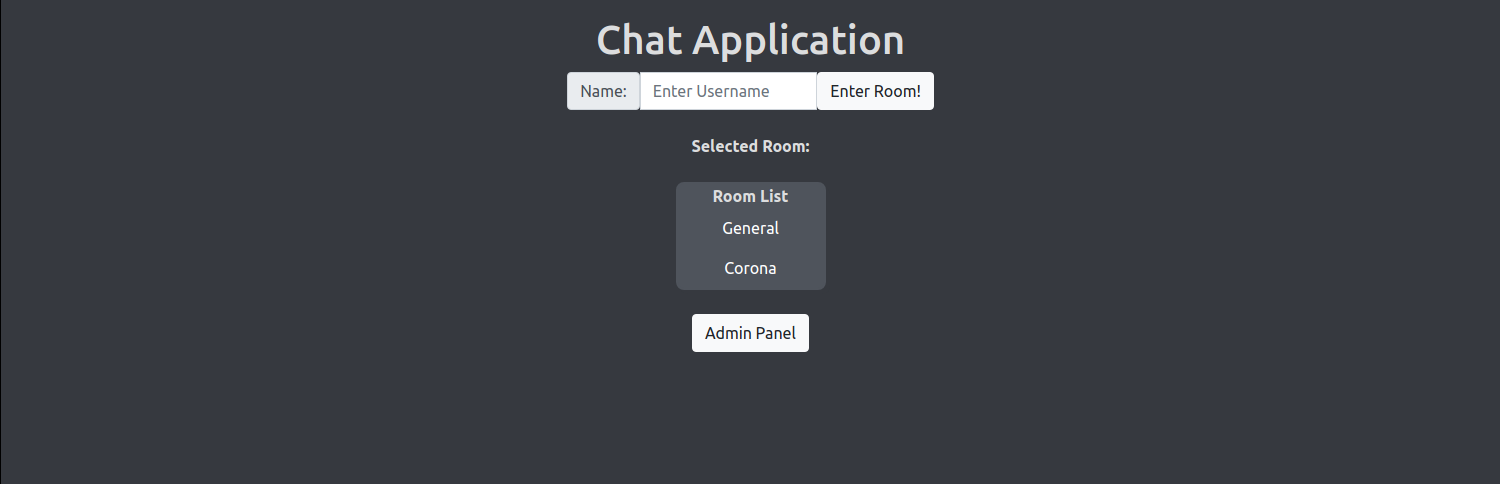 Chat Application
Name: Enter Username Enter Room!
Selected Room:
Room List
General
Corona
Admin Panel